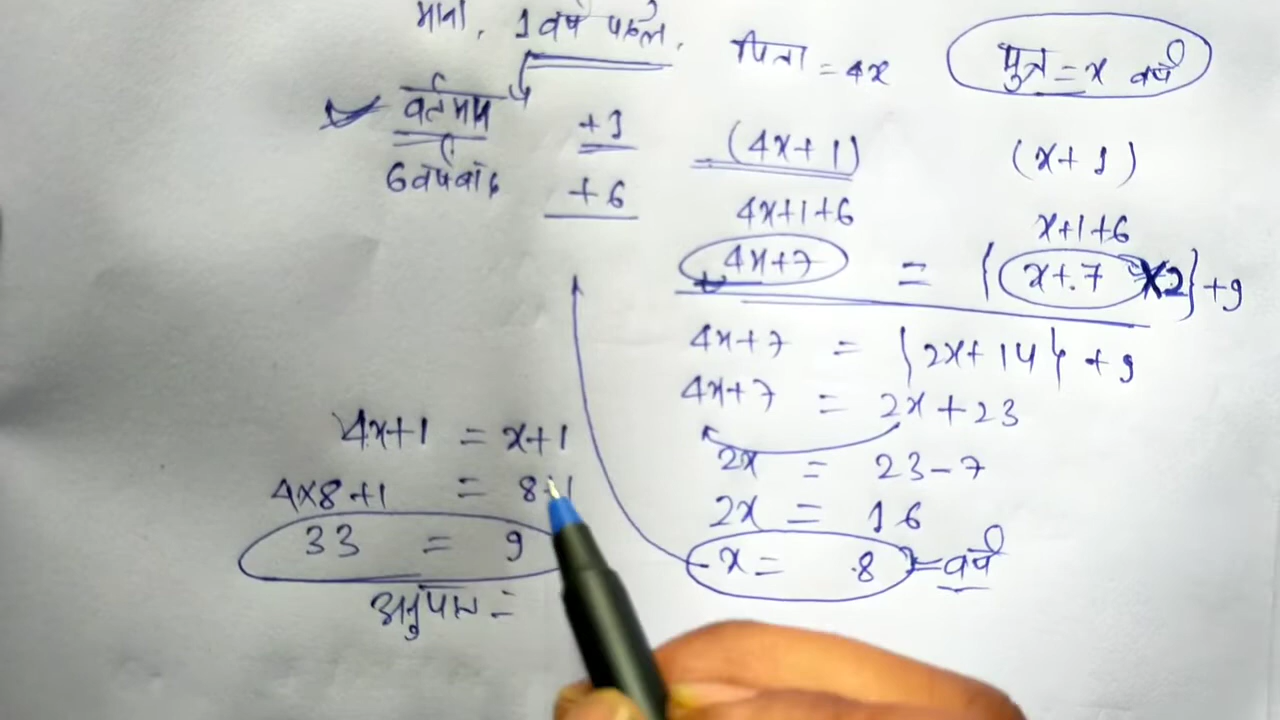 माना, 1 वर्ष पहले, पिता = 4x पुत्र = x वर्ष
वर्तमान +1 (4x+1) (x+1)
6 वर्ष बाद +6 4x+1+6 x+1+6
4x+7 = {x+7 x2}+9
4x+7 = {2x+14} + 9
4x+7 = 2x+23
4x+1 = x+1 2x = 23-7
4x8+1 = 8+1 2x = 16
33 = 9 x = 8 = वर्ष
अनुपात =